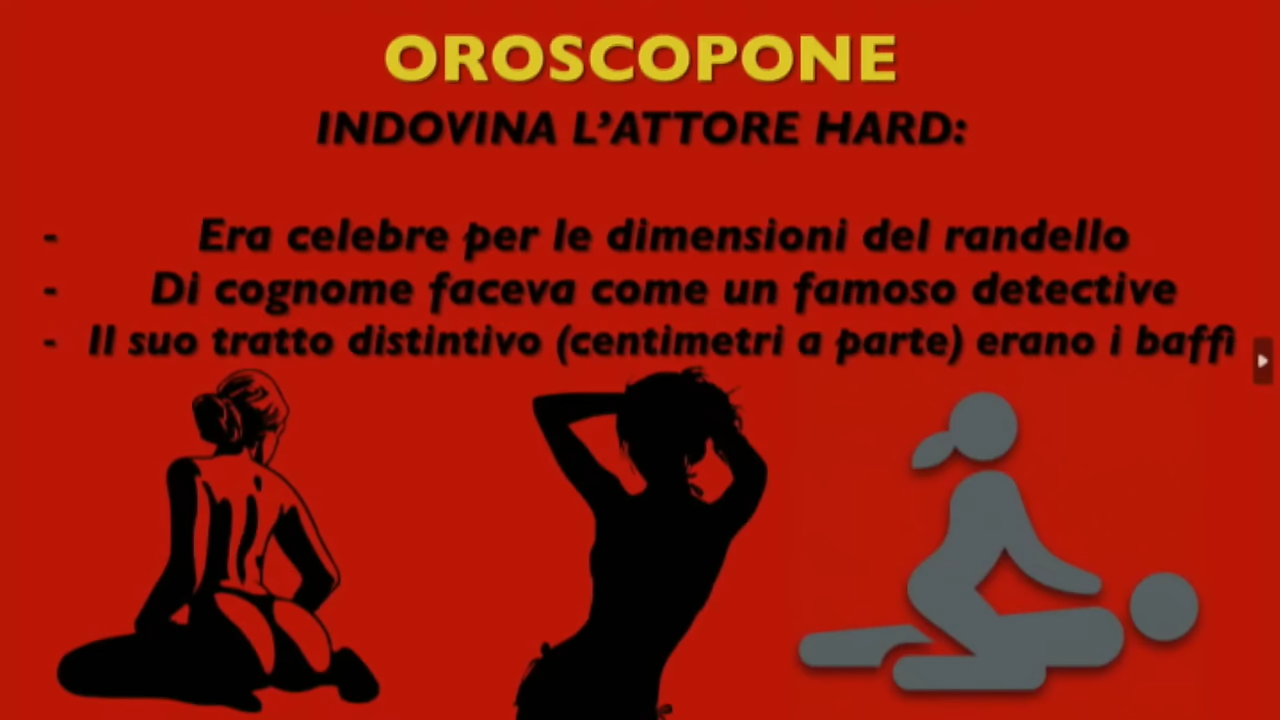 OROSCOPONE
INDOVINA L'ATTORE HARD:
- Era celebre per le dimensioni del randello
- Di cognome faceva come un famoso detective
- Il suo tratto distintivo (centimetri a parte) erano i baffi